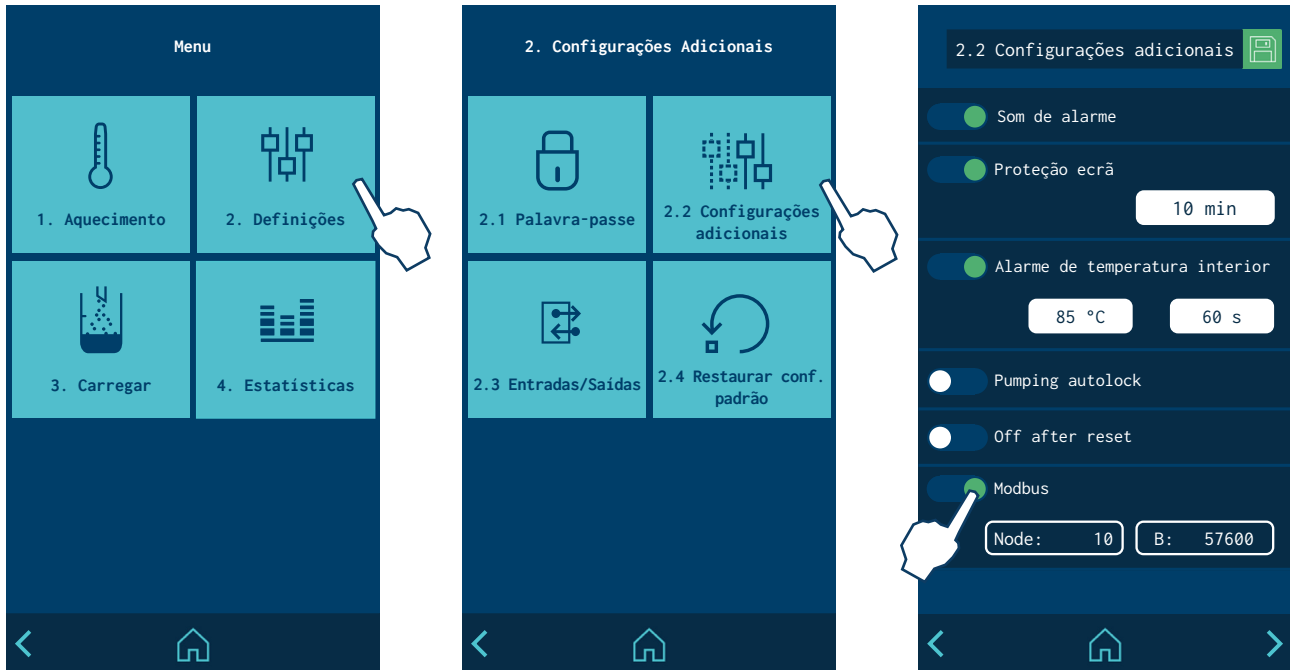 Menu
1. Aquecimento
2. Definições
3. Carregar
4. Estatísticas
2. Configurações Adicionais
2.1 Palavra-passe
2.2 Configurações
adicionais
2.3 Entradas/Saídas
2.4 Restaurar conf.
padrão
2.2 Configurações adicionais
Som de alarme
Proteção ecrã
10 min
Alarme de temperatura interior
85 °C
60 s
Pumping autolock
Off after reset
Modbus
Node: 10
B: 57600